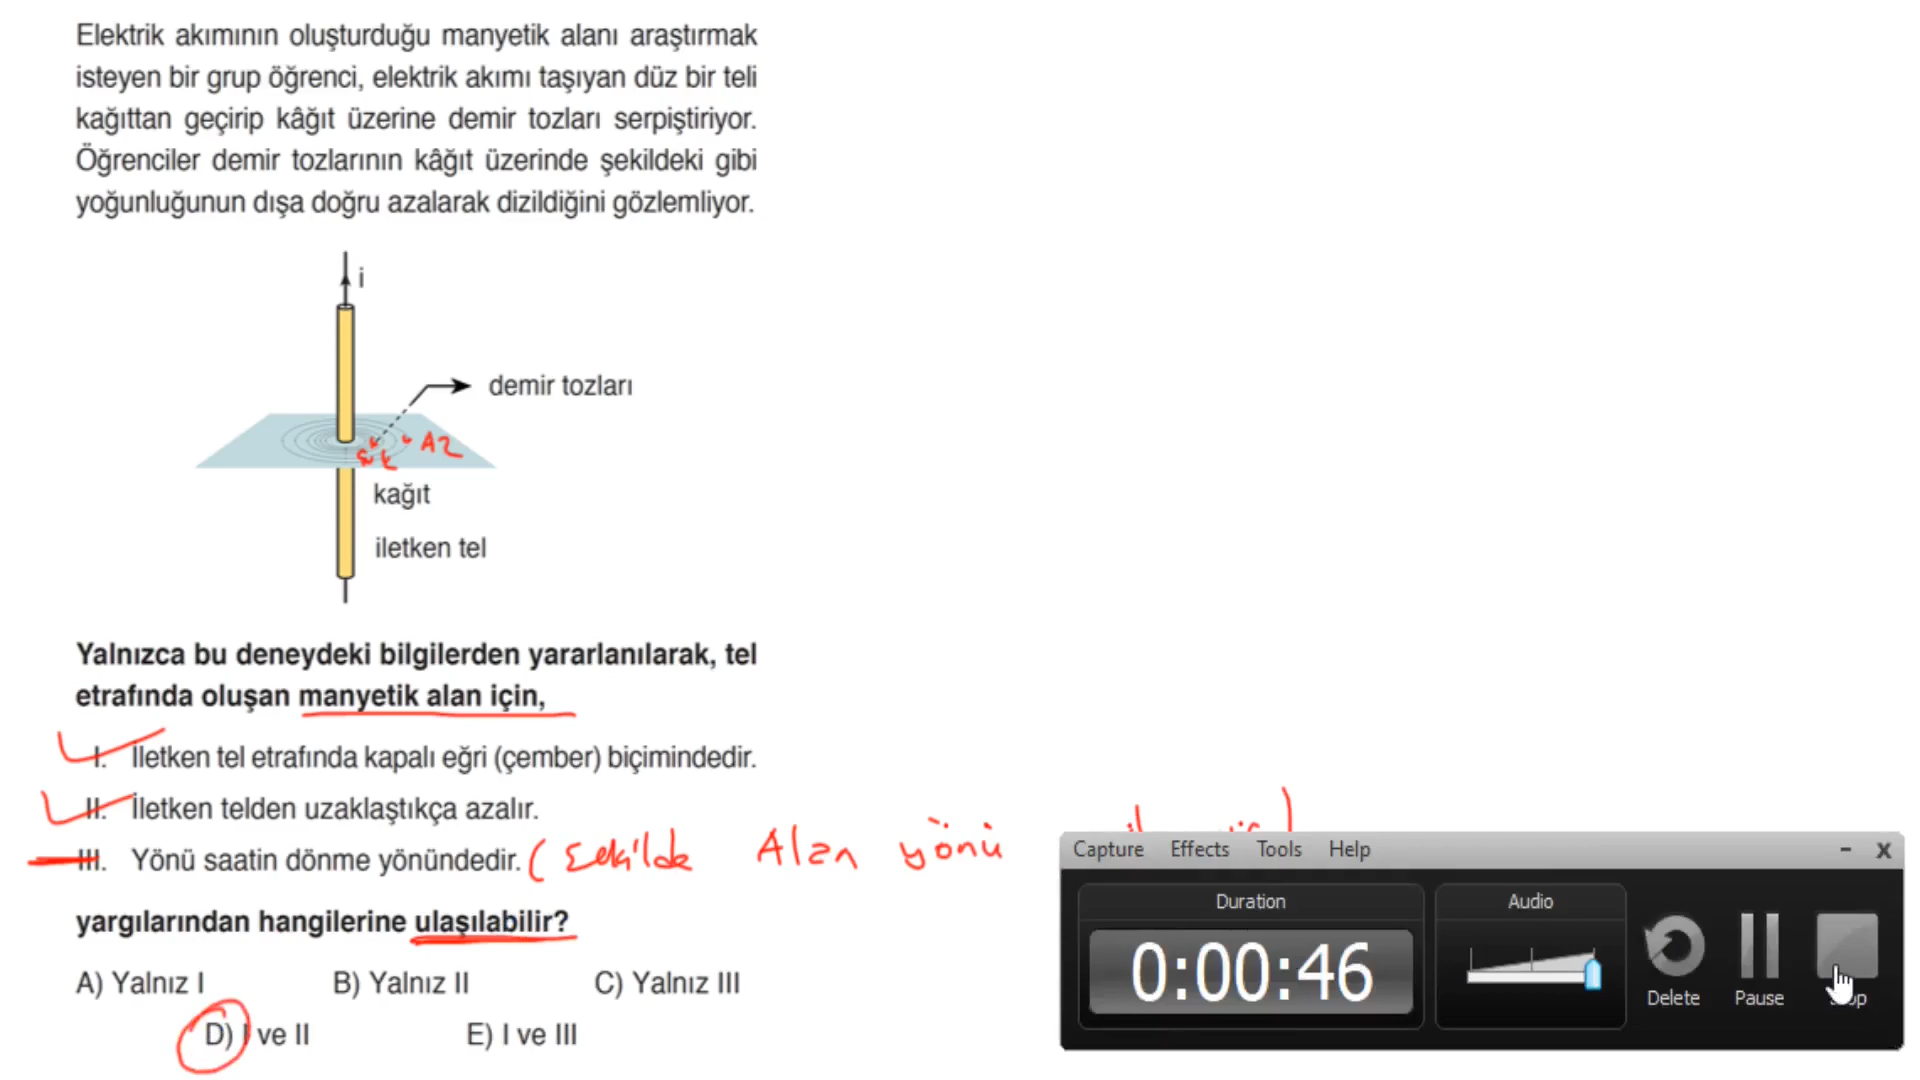 Elektrik akımının oluşturduğu manyetik alanı araştırmak
isteyen bir grup öğrenci, elektrik akımı taşıyan düz bir teli
kağıttan geçirip kâğıt üzerine demir tozları serpiştiriyor.
Öğrenciler demir tozlarının kâğıt üzerinde şekildeki gibi
yoğunluğunun dışa doğru azalarak dizildiğini gözlemliyor.
i
demir tozları
Az
kağıt
iletken tel
Yalnızca bu deneydeki bilgilerden yararlanılarak, tel
etrafında oluşan manyetik alan için,
I. İletken tel etrafında kapalı eğri (çember) biçimindedir.
II. İletken telden uzaklaştıkça azalır.
III. Yönü saatin dönme yönündedir. (Şekilde Alan yönü
yargılarından hangilerine ulaşılabilir?
A) Yalnız I B) Yalnız II C) Yalnız III
D) I ve II E) I ve III
Capture Effects Tools Help
Duration Audio
0:00:46
Delete Pause